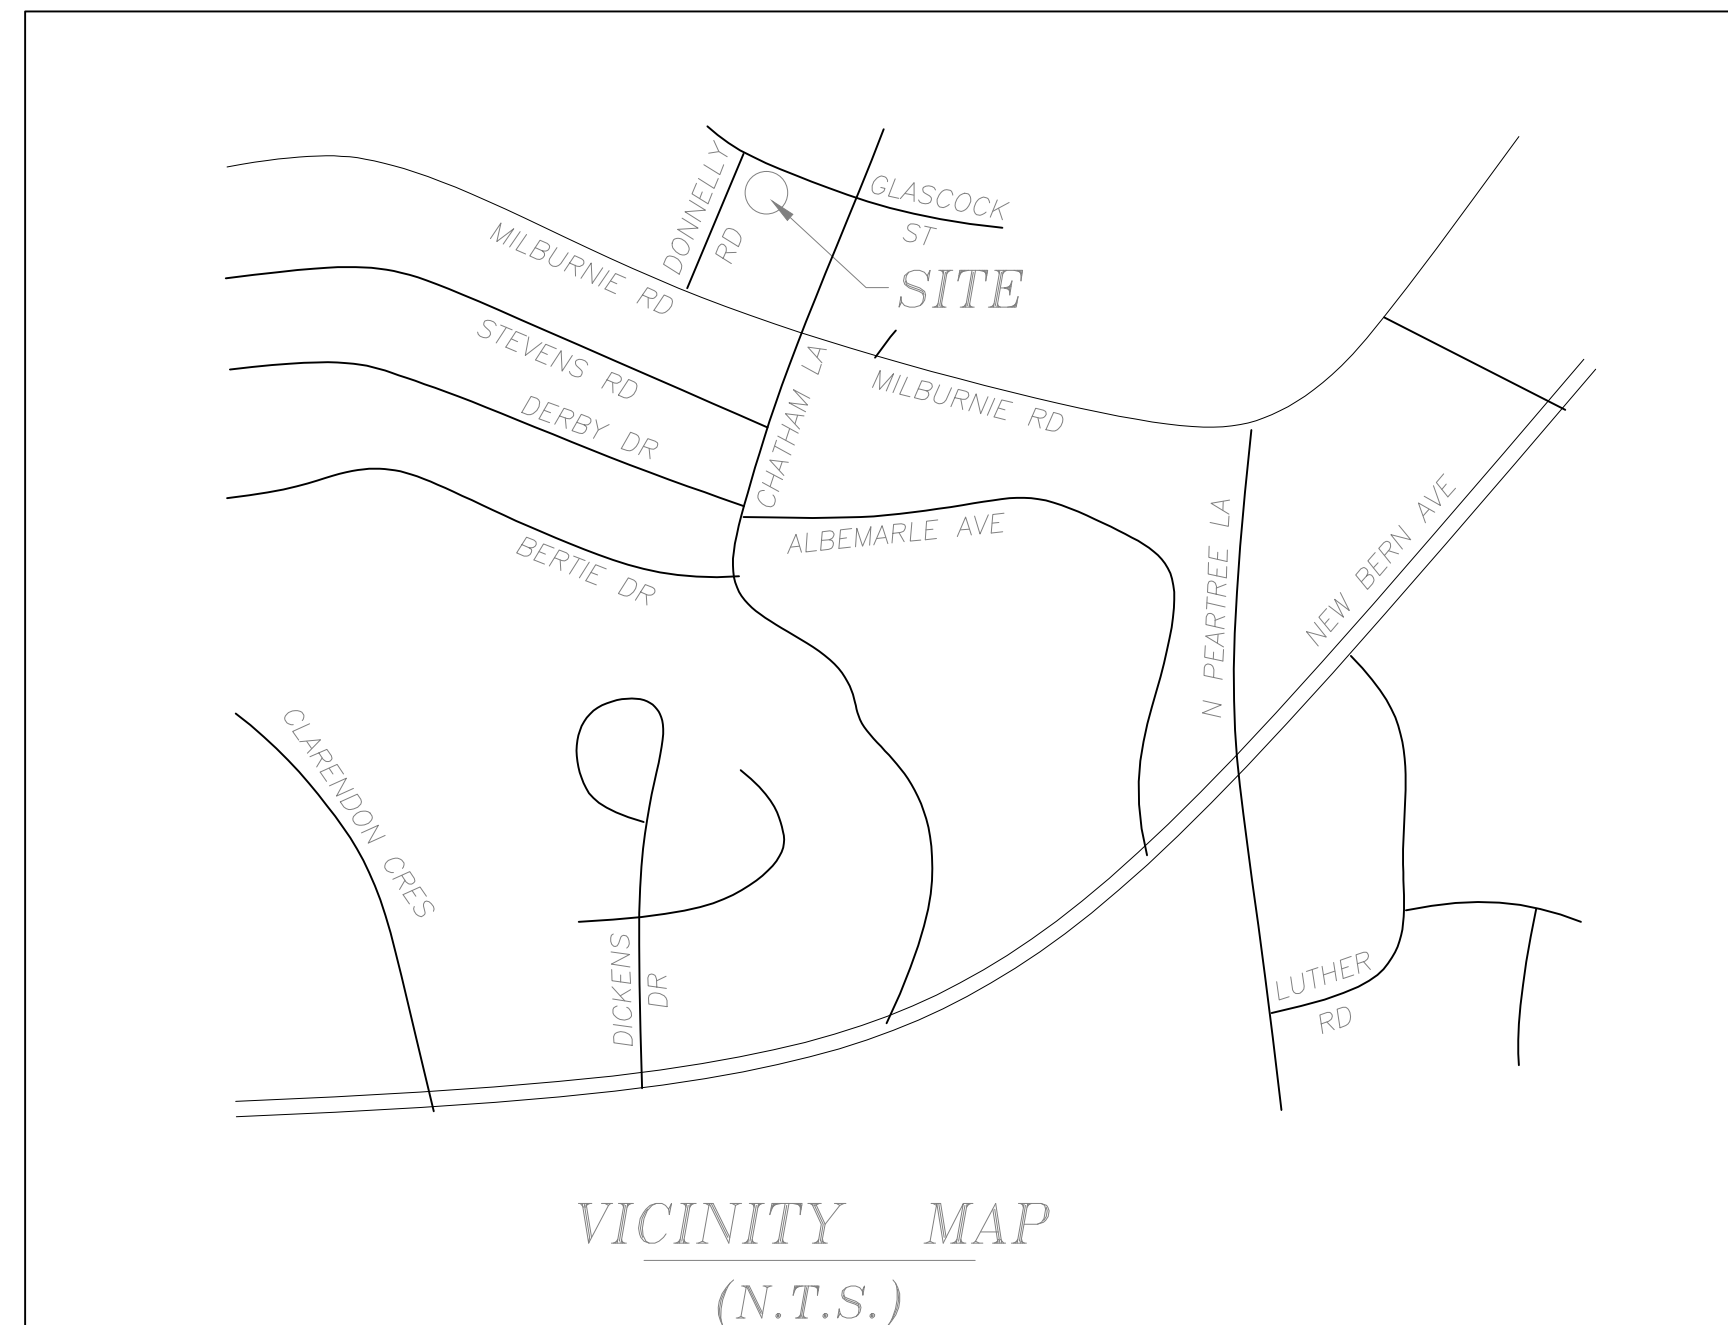 DONNELLY
RD
GLASCOCK
ST
MILBURNIE RD
SITE
STEVENS RD
CHATHAM LA
MILBURNIE RD
DERBY DR
ALBEMARLE AVE
BERTIE DR
N PEARTREE LA
NEW BERN AVE
CLARENDON CRES
DICKENS
DR
LUTHER
RD
VICINITY MAP
(N.T.S.)